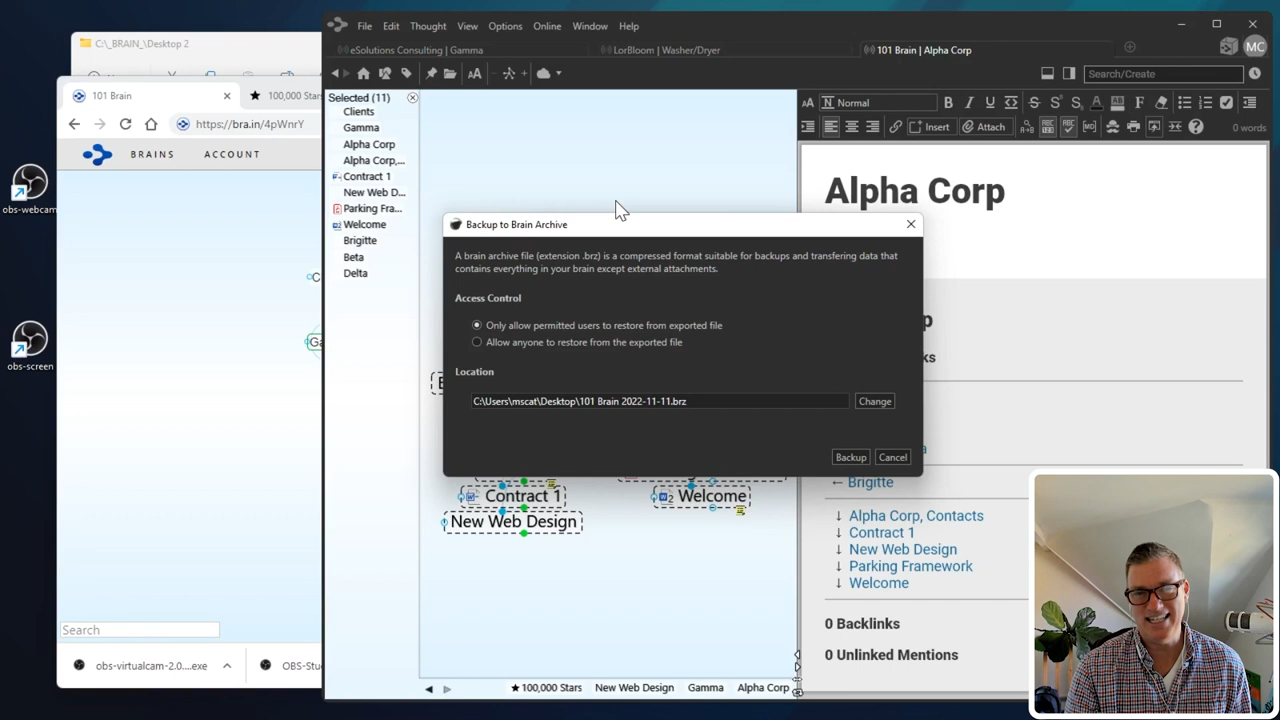 C:\_BRAIN_\Desktop 2
File Edit Thought View Options Online Window Help
MC
eSolutions Consulting | Gamma
LorBloom | Washer/Dryer
101 Brain | Alpha Corp
101 Brain
100,000 Stars
https://bra.in/4pWnrY
BRAINS ACCOUNT
Search/Create
Normal
B I U
Insert Attach
0 words
obs-webcam
obs-screen
Search
obs-virtualcam-2.0....exe
OBS-Stu
Selected (11)
Clients
Gamma
Alpha Corp
Alpha Corp,...
Contract 1
New Web D...
Parking Fra...
Welcome
Brigitte
Beta
Delta
Backup to Brain Archive
A brain archive file (extension .brz) is a compressed format suitable for backups and transfering data that
contains everything in your brain except external attachments.
Access Control
Only allow permitted users to restore from exported file
Allow anyone to restore from the exported file
Location
C:\Users\mscat\Desktop\101 Brain 2022-11-11.brz
Change
Backup Cancel
Contract 1
New Web Design
Welcome
100,000 Stars New Web Design Gamma Alpha Corp
Alpha Corp
← Brigitte
↓ Alpha Corp, Contacts
↓ Contract 1
↓ New Web Design
↓ Parking Framework
↓ Welcome
0 Backlinks
0 Unlinked Mentions